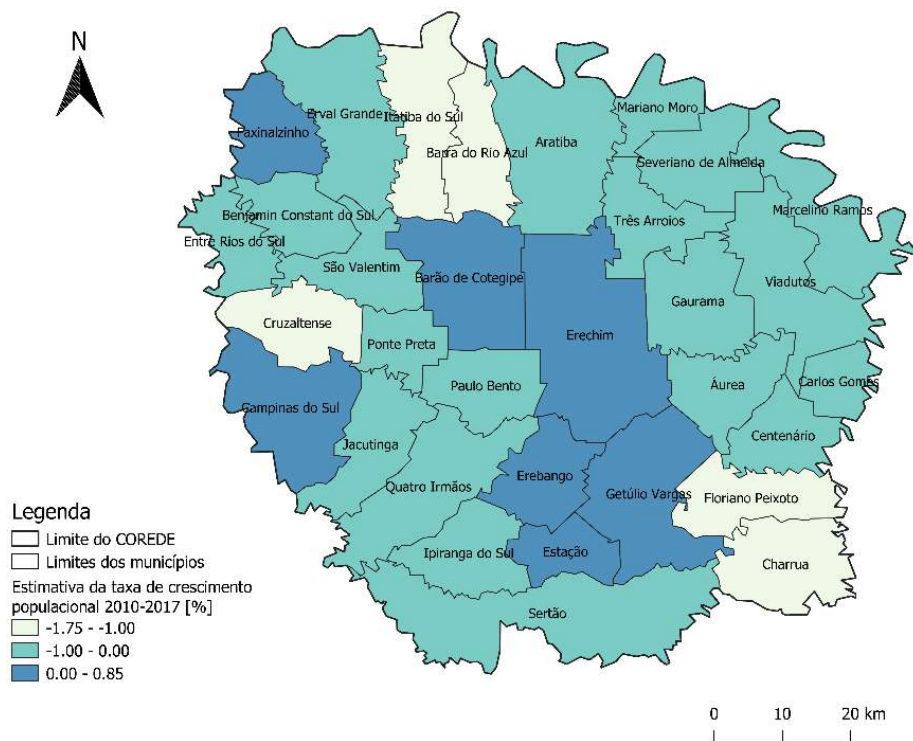 N
Mariano Moro
Erval Grande
Itatiba do Sul
Faxinalzinho
Aratiba
Barra do Rio Azul
Severiano de Almeida
Marcelino Ramos
Benjamin Constant do Sul
Três Arroios
Entre Rios do Sul
São Valentim
Barão de Cotegipe
Viadutos
Gaurama
Cruzaltense
Erechim
Ponte Preta
Paulo Bento
Áurea
Carlos Gomes
Campinas do Sul
Centenário
Jacutinga
Erebango
Quatro Irmãos
Getúlio Vargas
Floriano Peixoto
Ipiranga do Sul
Estação
Charrua
Sertão
Legenda
Limite do COREDE
Limites dos municípios
Estimativa da taxa de crescimento
populacional 2010-2017 [%]
-1.75 - -1.00
-1.00 - 0.00
0.00 - 0.85
0 10 20 km